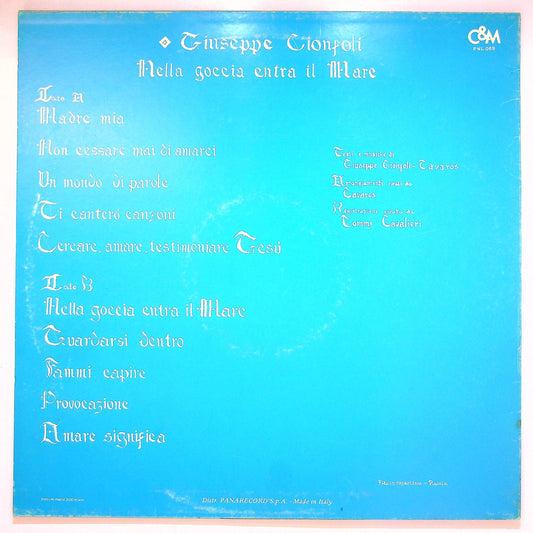 Giuseppe Cionfoli
C&M
PNL 068
Nella goccia entra il Mare
Lato A
Madre mia
Non cessare mai di amarci
Un mondo di parole
Ti canterò canzoni
Cercare, amare, testimoniare Gesù
Testi e musiche di
Giuseppe Cionfoli - Tavaros
Arrangiamenti curati da
Tavaros
Registrazione curata da
Tommy Cavalieri
Lato B
Nella goccia entra il Mare
Guardarsi dentro
Fammi capire
Provocazione
Amare significa
Distr. PANARECORD S.p.A. - Made in Italy